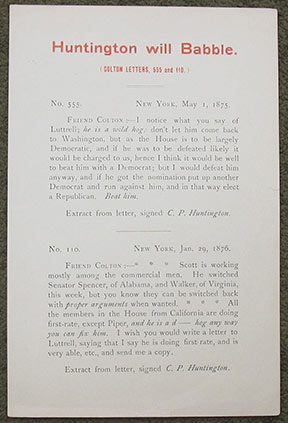 Huntington will Babble.
(COLTON LETTERS, 555 and 110.)
No. 555. NEW YORK, MAY 1, 1875.
FRIEND COLTON:—I notice what you say of
Luttrell; he is a wild hog; don't let him come back
to Washington, but as the House is to be largely
Democratic, and if he was to be defeated likely it
would be charged to us, hence I think it would be well
to beat him with a Democrat; but I would defeat him
anyway, and if he got the nomination put up another
Democrat and run against him, and in that way elect
a Republican. Beat him.
Extract from letter, signed C. P. Huntington.
No. 110. NEW YORK, JAN. 29, 1876.
FRIEND COLTON:— * * * Scott is working
mostly among the commercial men. He switched
Senator Spencer, of Alabama, and Walker, of Virginia,
this week, but you know they can be switched back
with proper arguments when wanted. * * * All
the members in the House from California are doing
first-rate, except Piper, and he is a d— hog any way
you can fix him. I wish you would write a letter to
Luttrell, saying that I say he is doing first-rate, and is
very able, etc., and send me a copy.
Extract from letter, signed C. P. Huntington.